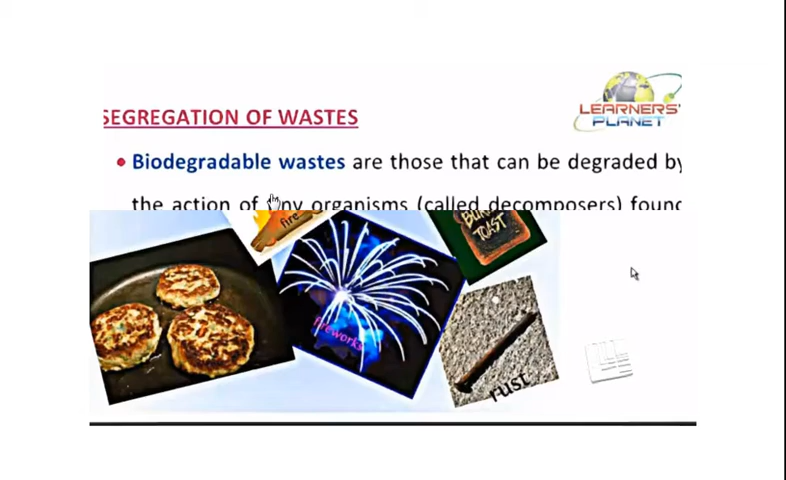 LEARNERS'
PLANET
SEGREGATION OF WASTES
• Biodegradable wastes are those that can be degraded by
the action of any organisms (called decomposers) found
fire
BURNT
TOAST
fireworks
rust